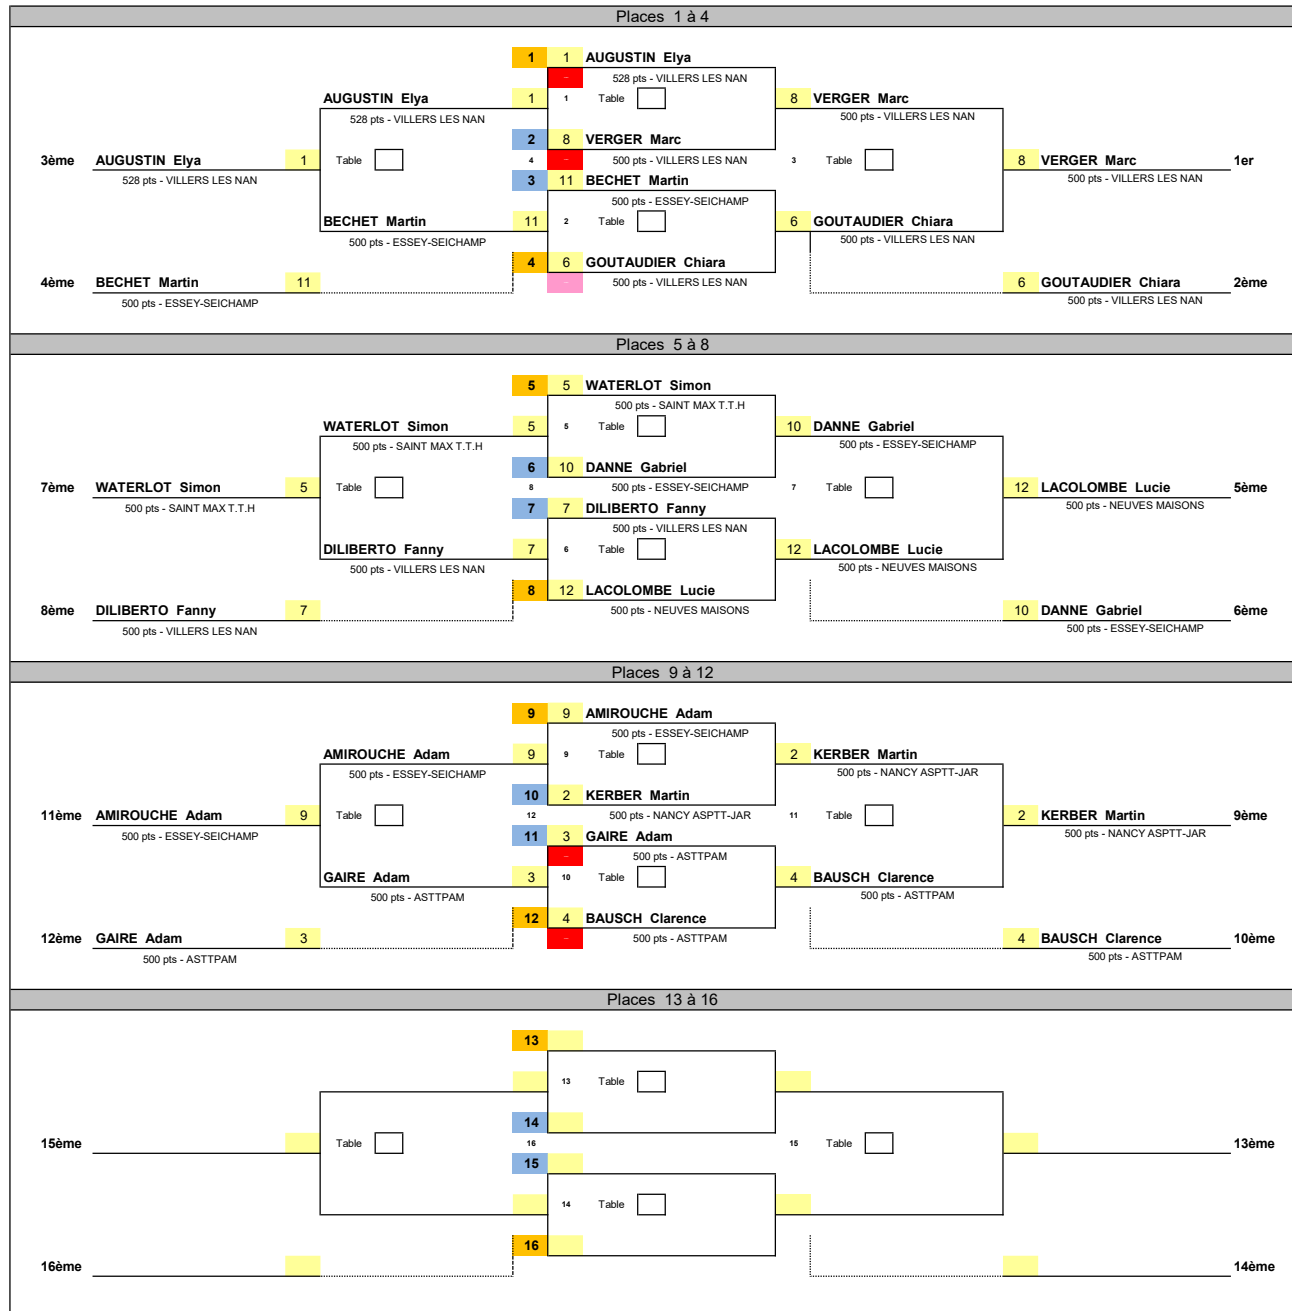 Places 1 à 4
1 1 AUGUSTIN Elya
– 528 pts - VILLERS LES NAN
AUGUSTIN Elya 1 1 Table 8 VERGER Marc
528 pts - VILLERS LES NAN 500 pts - VILLERS LES NAN
2 8 VERGER Marc
3ème AUGUSTIN Elya 1 Table 4 – 500 pts - VILLERS LES NAN 3 Table 8 VERGER Marc 1er
528 pts - VILLERS LES NAN 3 11 BECHET Martin 500 pts - VILLERS LES NAN
500 pts - ESSEY-SEICHAMP
BECHET Martin 11 2 Table 6 GOUTAUDIER Chiara
500 pts - ESSEY-SEICHAMP 500 pts - VILLERS LES NAN
4 6 GOUTAUDIER Chiara
4ème BECHET Martin 11 – 500 pts - VILLERS LES NAN 6 GOUTAUDIER Chiara 2ème
500 pts - ESSEY-SEICHAMP 500 pts - VILLERS LES NAN
Places 5 à 8
5 5 WATERLOT Simon
500 pts - SAINT MAX T.T.H
WATERLOT Simon 5 5 Table 10 DANNE Gabriel
500 pts - SAINT MAX T.T.H 500 pts - ESSEY-SEICHAMP
6 10 DANNE Gabriel
7ème WATERLOT Simon 5 Table 8 500 pts - ESSEY-SEICHAMP 7 Table 12 LACOLOMBE Lucie 5ème
500 pts - SAINT MAX T.T.H 7 7 DILIBERTO Fanny 500 pts - NEUVES MAISONS
500 pts - VILLERS LES NAN
DILIBERTO Fanny 7 6 Table 12 LACOLOMBE Lucie
500 pts - VILLERS LES NAN 500 pts - NEUVES MAISONS
8 12 LACOLOMBE Lucie
8ème DILIBERTO Fanny 7 500 pts - NEUVES MAISONS 10 DANNE Gabriel 6ème
500 pts - VILLERS LES NAN 500 pts - ESSEY-SEICHAMP
Places 9 à 12
9 9 AMIROUCHE Adam
500 pts - ESSEY-SEICHAMP
AMIROUCHE Adam 9 9 Table 2 KERBER Martin
500 pts - ESSEY-SEICHAMP 500 pts - NANCY ASPTT-JAR
10 2 KERBER Martin
11ème AMIROUCHE Adam 9 Table 12 500 pts - NANCY ASPTT-JAR 11 Table 2 KERBER Martin 9ème
500 pts - ESSEY-SEICHAMP 11 3 GAIRE Adam 500 pts - NANCY ASPTT-JAR
– 500 pts - ASTTPAM
GAIRE Adam 3 10 Table 4 BAUSCH Clarence
500 pts - ASTTPAM 500 pts - ASTTPAM
12 4 BAUSCH Clarence
12ème GAIRE Adam 3 – 500 pts - ASTTPAM 4 BAUSCH Clarence 10ème
500 pts - ASTTPAM 500 pts - ASTTPAM
Places 13 à 16
13
13 Table
14
15ème Table 16 15 Table 13ème
15
14 Table
16
16ème 14ème